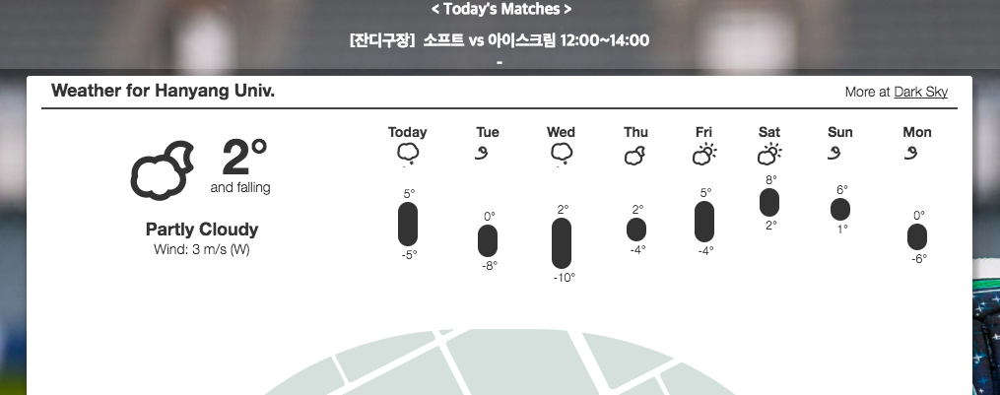 < Today's Matches >
[잔디구장] 소프트 vs 아이스크림 12:00~14:00
-
Weather for Hanyang Univ.
More at Dark Sky
2°
and falling
Partly Cloudy
Wind: 3 m/s (W)
Today Tue Wed Thu Fri Sat Sun Mon
5° 0° 2° 2° 5° 8° 6° 0°
-5° -8° -10° -4° -4° 2° 1° -6°